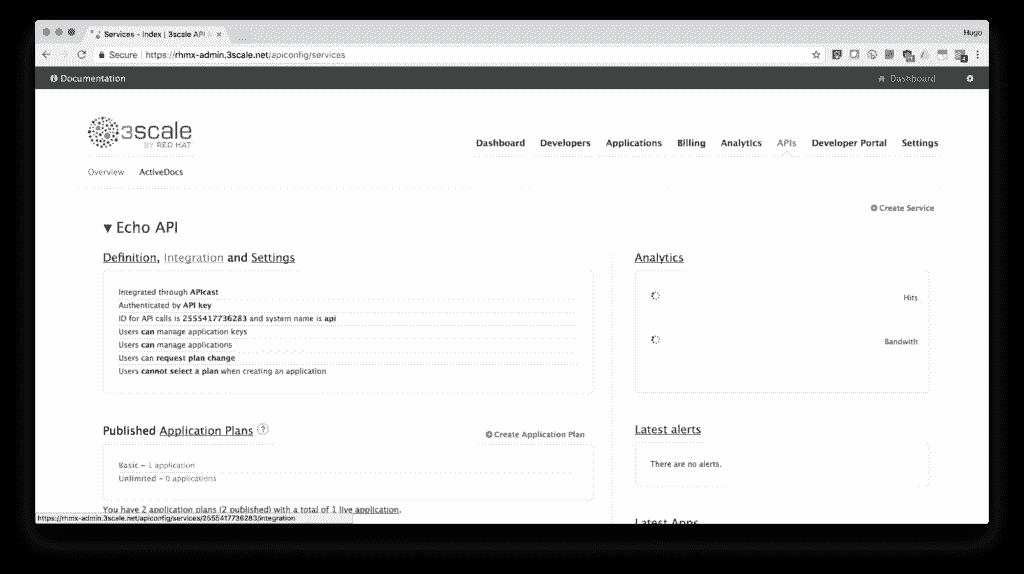 Services - Index | 3scale API
Hugo
Secure | https://rhmx-admin.3scale.net/apiconfig/services
Documentation
Dashboard
3scale
BY RED HAT
Dashboard Developers Applications Billing Analytics APIs Developer Portal Settings
Overview ActiveDocs
Create Service
▼ Echo API
Definition, Integration and Settings
Integrated through APIcast
Authenticated by API key
ID for API calls is 2555417736283 and system name is api
Users can manage application keys
Users can manage applications
Users can request plan change
Users cannot select a plan when creating an application
Analytics
Hits
Bandwith
Published Application Plans ?
Create Application Plan
Basic – 1 application
Unlimited – 0 applications
You have 2 application plans (2 published) with a total of 1 live application.
Latest alerts
There are no alerts.
Latest Apps
https://rhmx-admin.3scale.net/apiconfig/services/2555417736283/integration